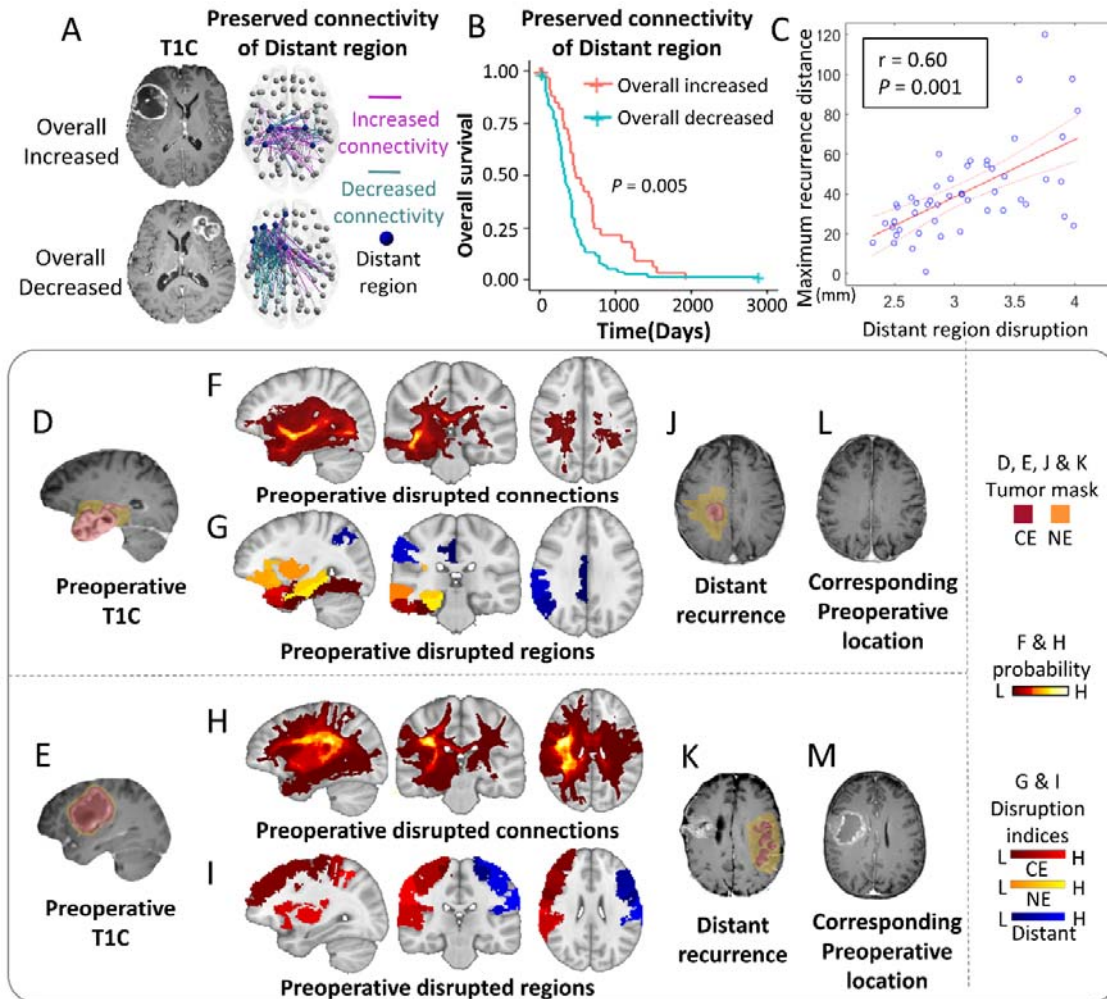 A
T1C
Preserved connectivity
of Distant region
Overall
Increased
Overall
Decreased
Increased
connectivity
Decreased
connectivity
Distant
region
B
Preserved connectivity
of Distant region
Overall survival
1.00
0.75
0.50
0.25
0.00
Overall increased
Overall decreased
P = 0.005
0
1000
2000
3000
Time(Days)
C
Maximum recurrence distance
(mm)
120
100
80
60
40
20
0
r = 0.60
P = 0.001
2.5
3
3.5
4
Distant region disruption
D
Preoperative
T1C
F
Preoperative disrupted connections
G
Preoperative disrupted regions
J
Distant
recurrence
L
Corresponding
Preoperative
location
E
Preoperative
T1C
H
Preoperative disrupted connections
I
Preoperative disrupted regions
K
Distant
recurrence
M
Corresponding
Preoperative
location
D, E, J & K
Tumor mask
CE NE
F & H
probability
L H
G & I
Disruption
indices
L H
CE
L H
NE
L H
Distant